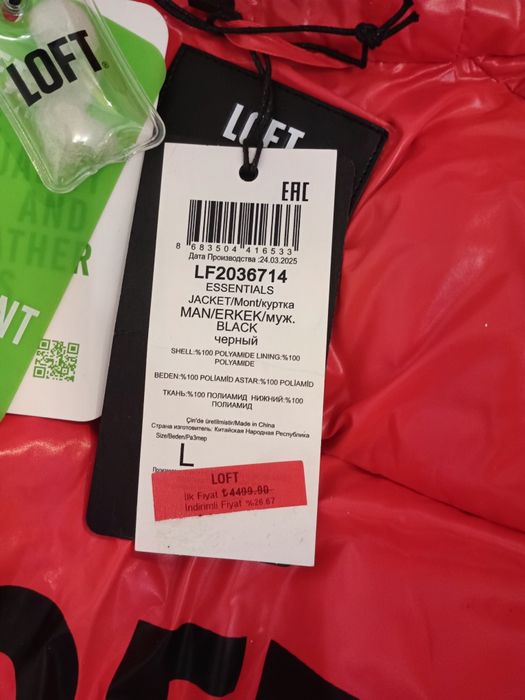 LOFT
LOFT
AND
NT
EAC
8 683504 416533
Дата Производства :24.03.2025
LF2036714
ESSENTIALS
JACKET/Mont/куртка
MAN/ERKEK/муж.
BLACK
черный
SHELL:%100 POLYAMIDE LINING:%100
POLYAMIDE
BEDEN:%100 POLİAMİD ASTAR:%100 POLİAMİD
ТКАНЬ:%100 ПОЛИАМИД НИЖНИЙ:%100
ПОЛИАМИД
Çin'de üretilmistir/Made in China
Страна изготовитель: Китайская Народная Республика
Size/Beden/Размер
L
LOFT
İlk Fiyat ₺4499.90
İndirimli Fiyat %26.67